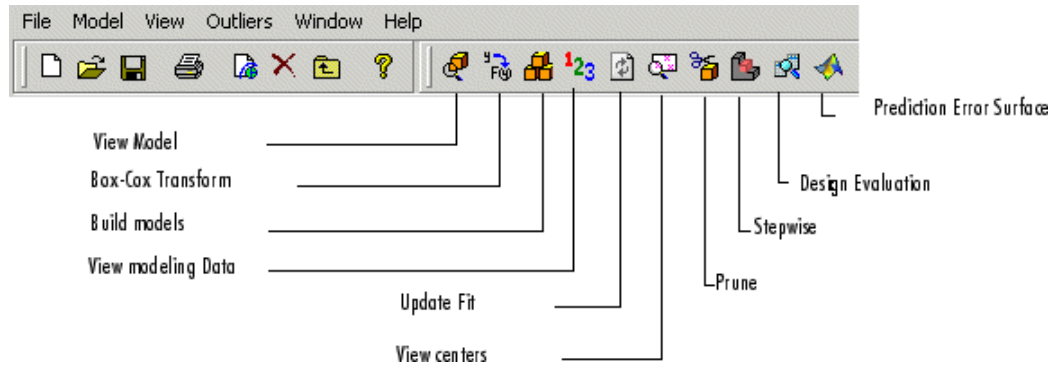 File Model View Outliers Window Help
y F(y) 123
Prediction Error Surface
View Model
Box-Cox Transform
Design Evaluation
Build models
Stepwise
View modeling Data
Prune
Update Fit
View centers